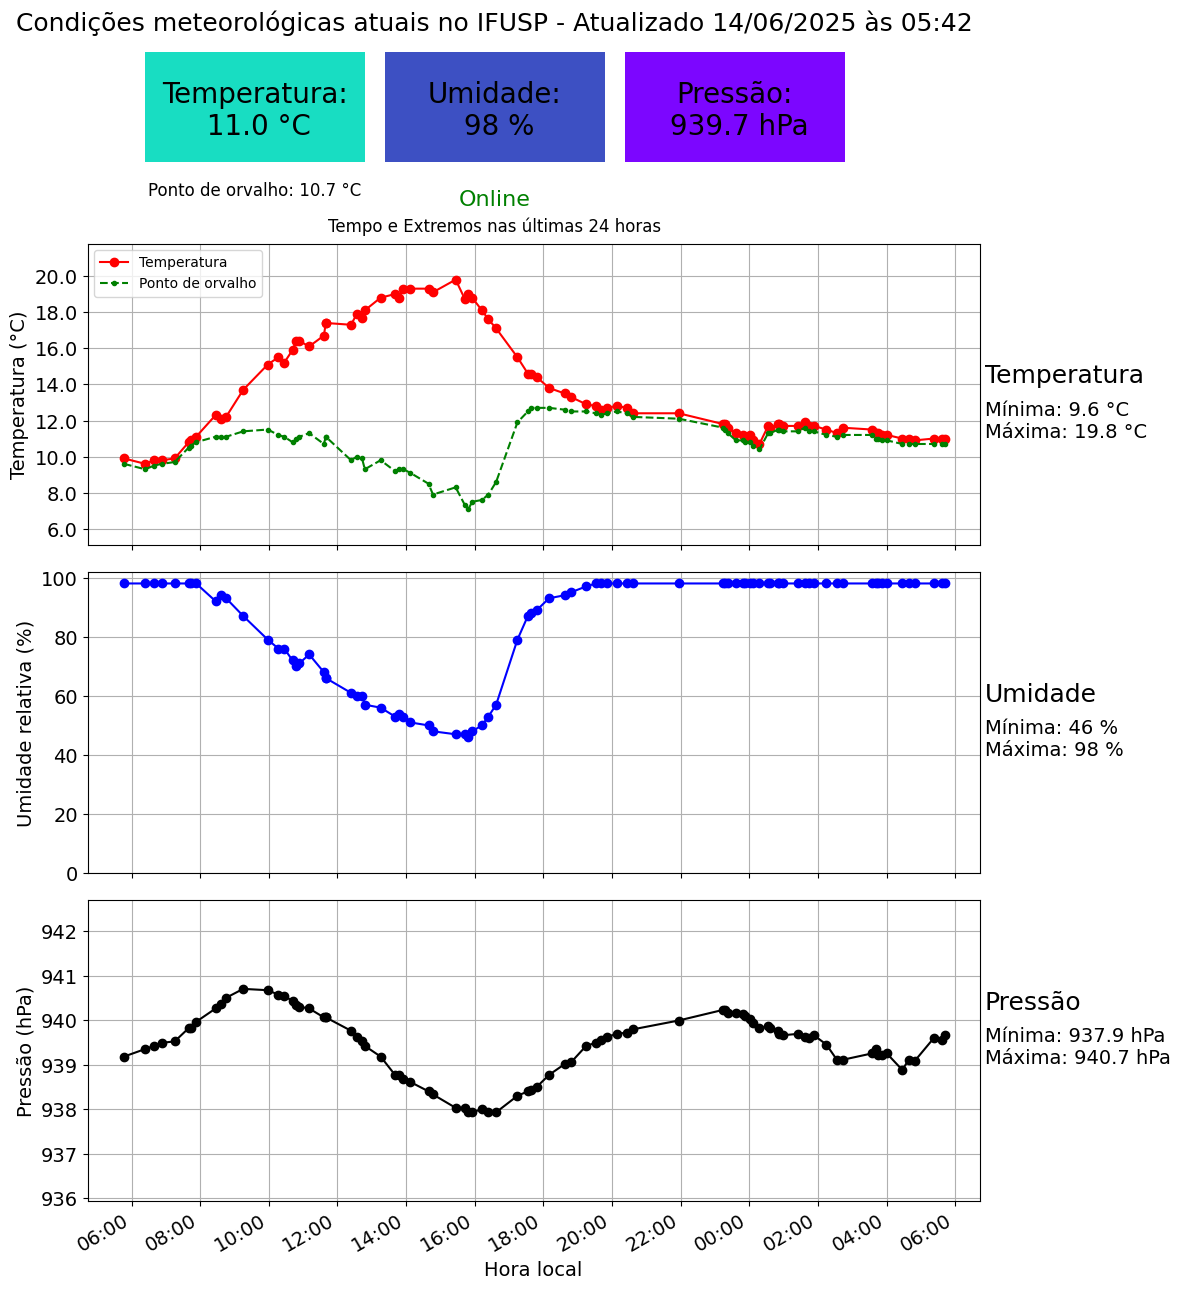 Condições meteorológicas atuais no IFUSP - Atualizado 14/06/2025 às 05:42
Temperatura:
11.0 °C
Umidade:
98 %
Pressão:
939.7 hPa
Ponto de orvalho: 10.7 °C
Online
Tempo e Extremos nas últimas 24 horas
Temperatura
Ponto de orvalho
Temperatura (°C)
20.0
18.0
16.0
14.0
12.0
10.0
8.0
6.0
Temperatura
Mínima: 9.6 °C
Máxima: 19.8 °C
Umidade relativa (%)
100
80
60
40
20
0
Umidade
Mínima: 46 %
Máxima: 98 %
Pressão (hPa)
942
941
940
939
938
937
936
Pressão
Mínima: 937.9 hPa
Máxima: 940.7 hPa
06:00
08:00
10:00
12:00
14:00
16:00
18:00
20:00
22:00
00:00
02:00
04:00
06:00
Hora local